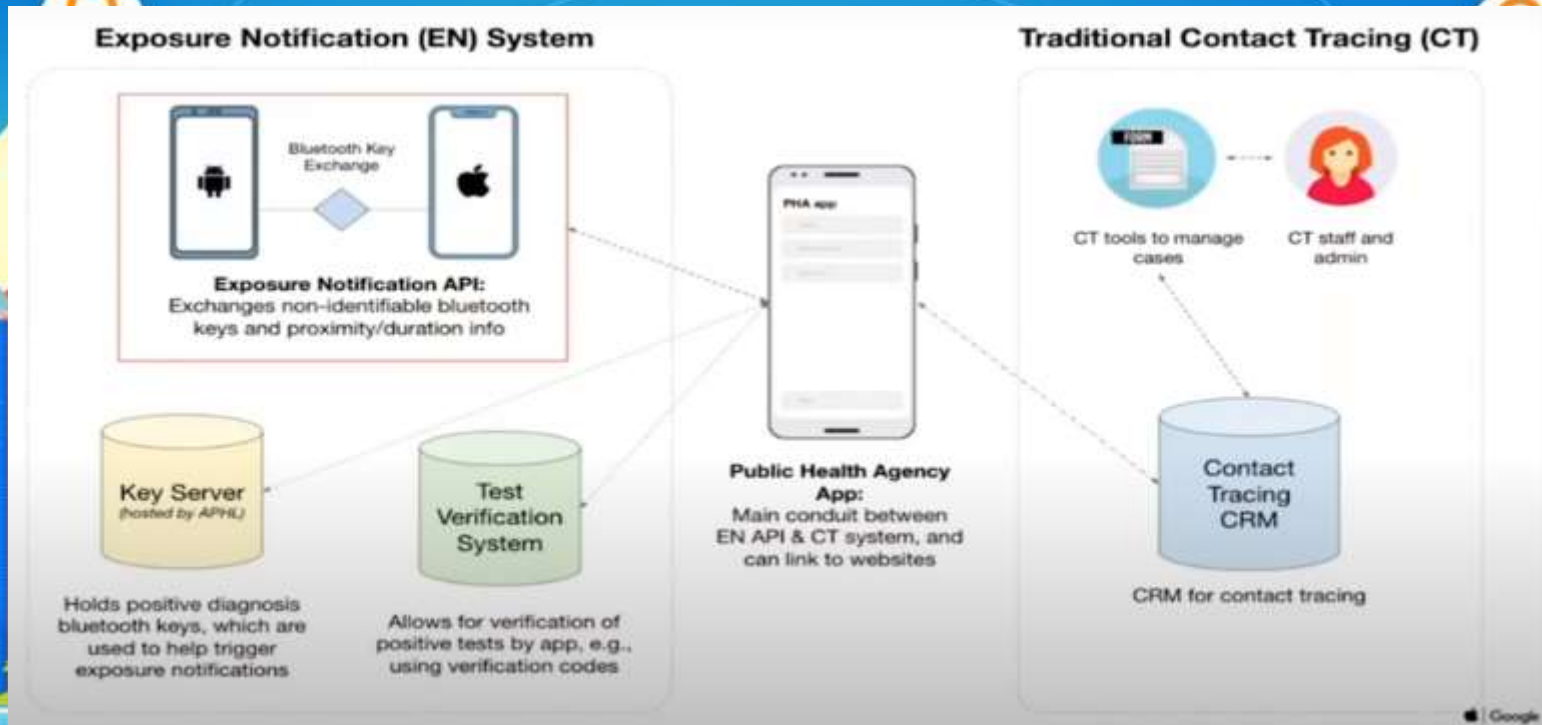 Exposure Notification (EN) System
Traditional Contact Tracing (CT)
Bluetooth Key
Exchange
Exposure Notification API:
Exchanges non-identifiable bluetooth
keys and proximity/duration info
Key Server
(hosted by APHL)
Holds positive diagnosis
bluetooth keys, which are
used to help trigger
exposure notifications
Test
Verification
System
Allows for verification of
positive tests by app, e.g.,
using verification codes
PHA app
Public Health Agency
App:
Main conduit between
EN API & CT system, and
can link to websites
FORM
CT tools to manage
cases
CT staff and
admin
Contact
Tracing
CRM
CRM for contact tracing
Google